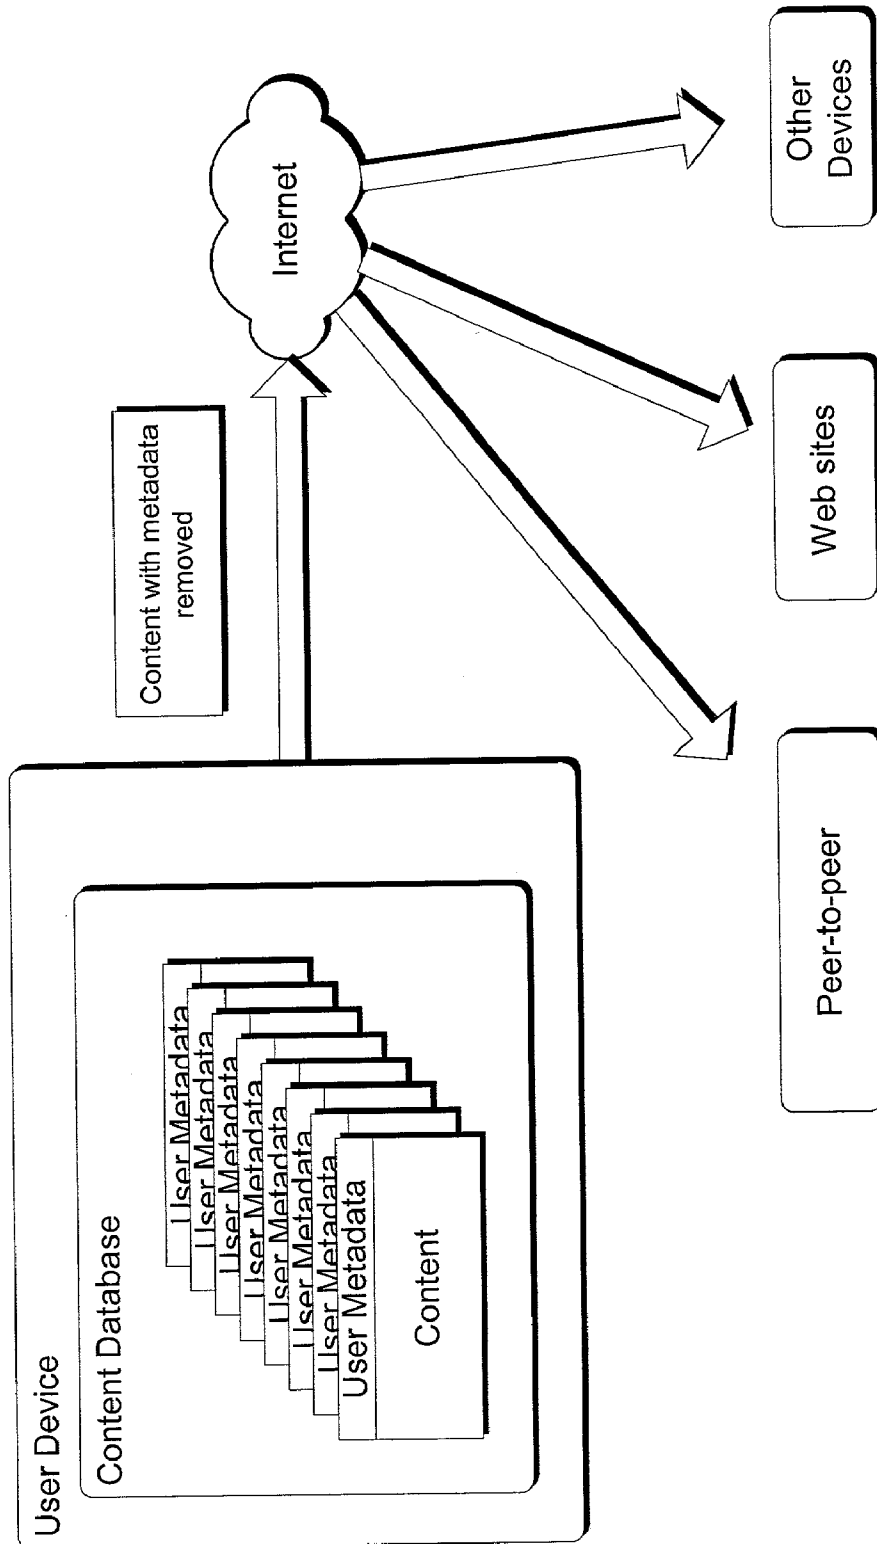 User Device
Content Database
User Metadata
User Metadata
User Metadata
User Metadata
User Metadata
User Metadata
User Metadata
User Metadata
Content
Content with metadata
removed
Internet
Peer-to-peer
Web sites
Other
Devices